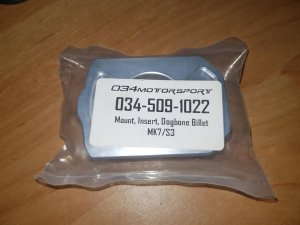 034MOTORSPORT
034-509-1022
Mount, Insert, Dogbone Billet
MK7/S3